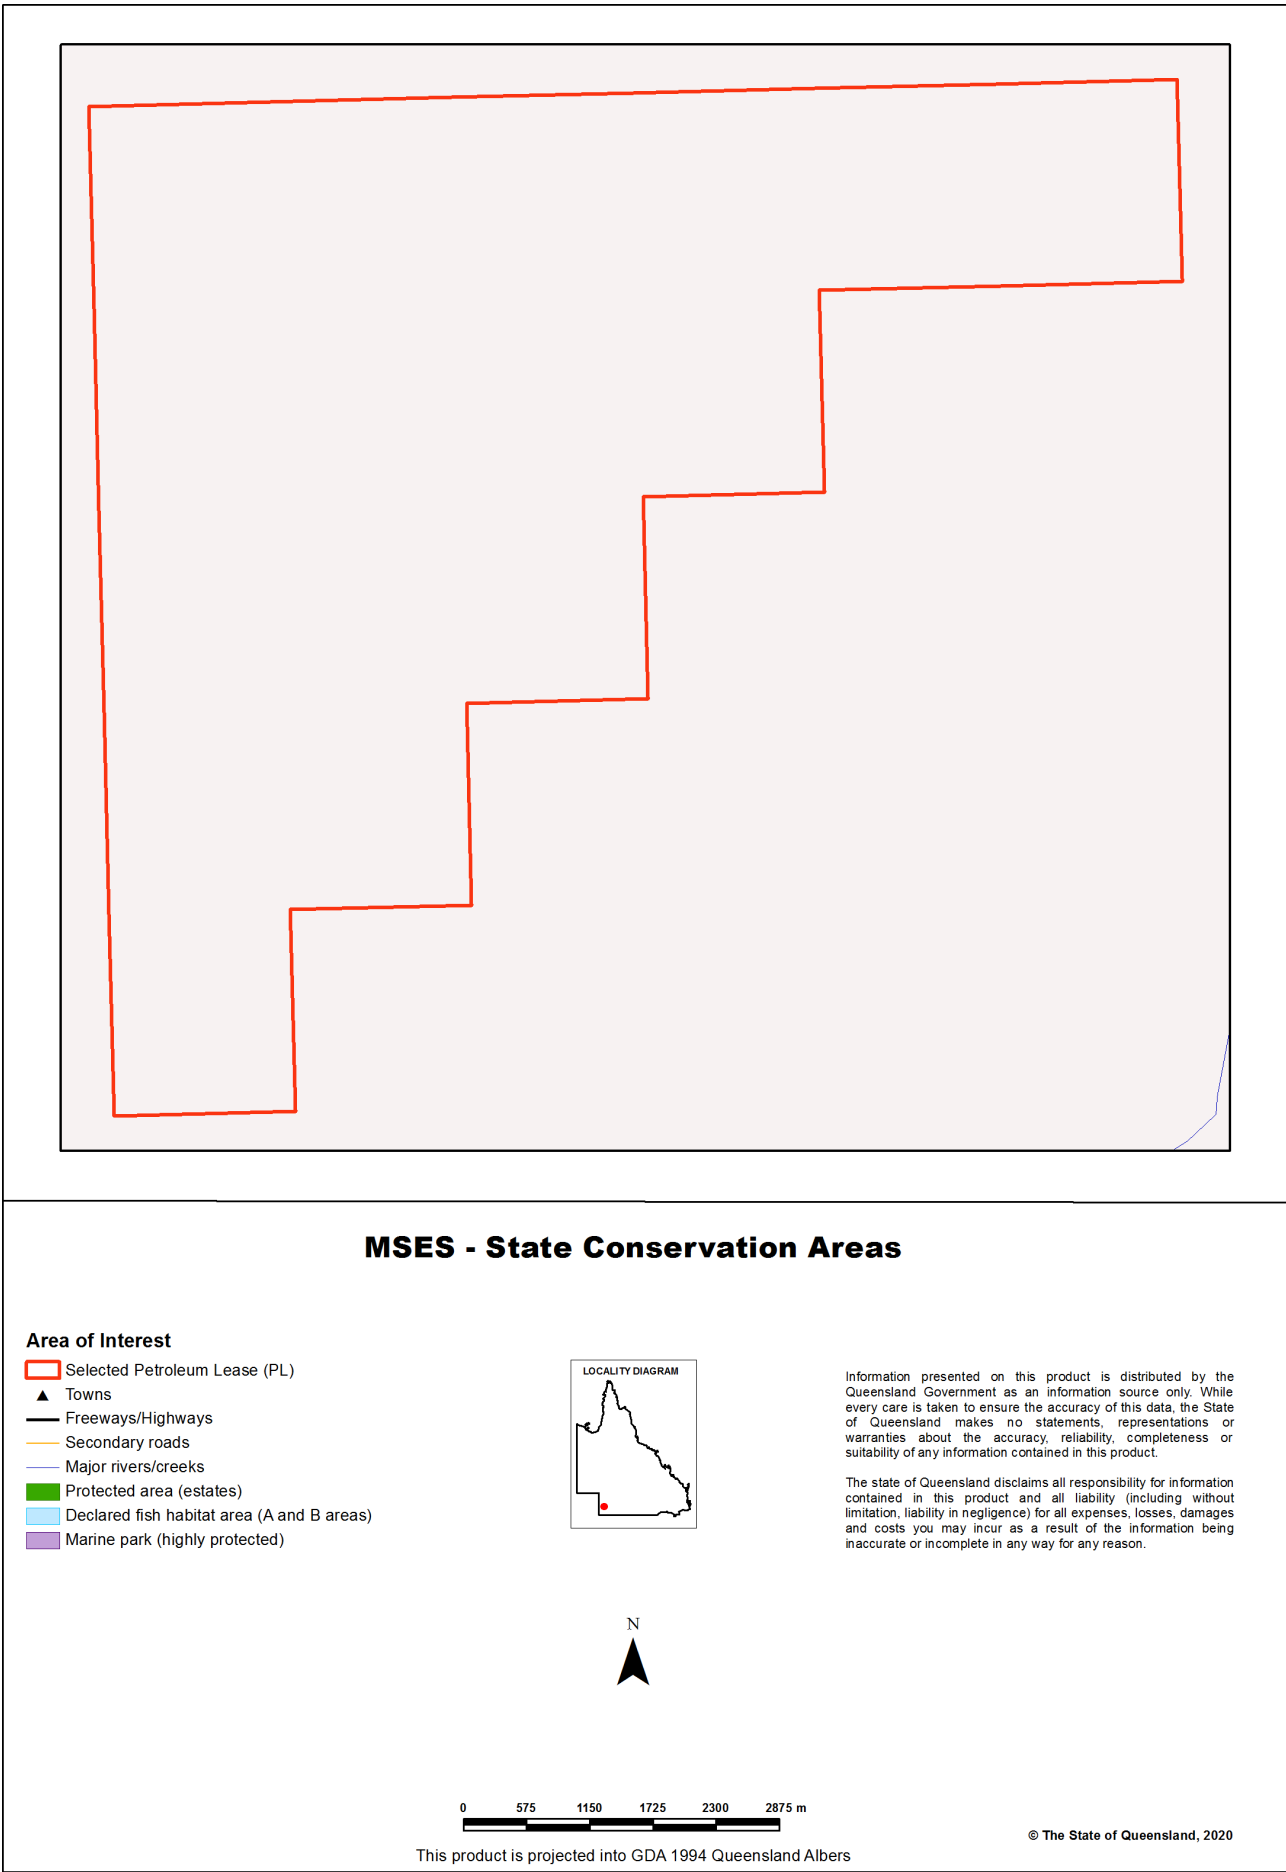 MSES - State Conservation Areas
Area of Interest
Selected Petroleum Lease (PL)
Towns
Freeways/Highways
Secondary roads
Major rivers/creeks
Protected area (estates)
Declared fish habitat area (A and B areas)
Marine park (highly protected)
LOCALITY DIAGRAM
Information presented on this product is distributed by the
Queensland Government as an information source only. While
every care is taken to ensure the accuracy of this data, the State
of Queensland makes no statements, representations or
warranties about the accuracy, reliability, completeness or
suitability of any information contained in this product.
The state of Queensland disclaims all responsibility for information
contained in this product and all liability (including without
limitation, liability in negligence) for all expenses, losses, damages
and costs you may incur as a result of the information being
inaccurate or incomplete in any way for any reason.
N
0 575 1150 1725 2300 2875 m
This product is projected into GDA 1994 Queensland Albers
© The State of Queensland, 2020